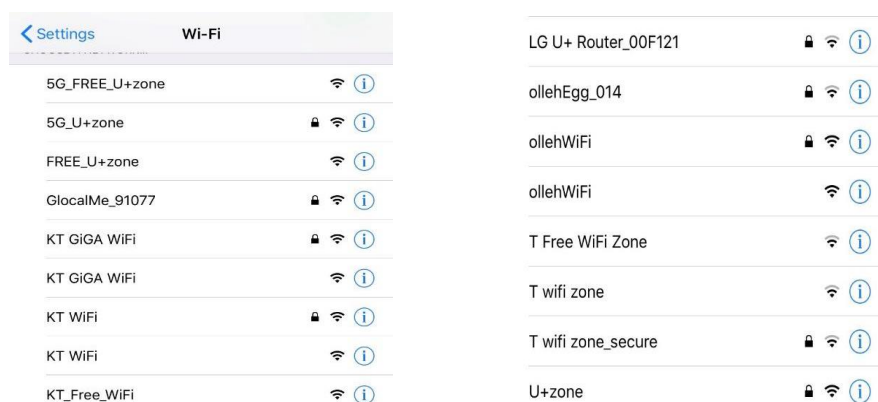 Settings
Wi-Fi
5G_FREE_U+zone
5G_U+zone
FREE_U+zone
GlocalMe_91077
KT GiGA WiFi
KT GiGA WiFi
KT WiFi
KT WiFi
KT_Free_WiFi
LG U+ Router_00F121
ollehEgg_014
ollehWiFi
ollehWiFi
T Free WiFi Zone
T wifi zone
T wifi zone_secure
U+zone